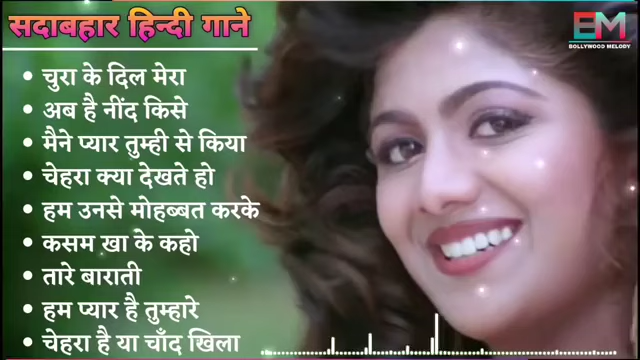 सदाबहार हिन्दी गाने
EM
BOLLYWOOD MELODY
• चुरा के दिल मेरा
• अब है नींद किसे
• मैने प्यार तुम्ही से किया
• चेहरा क्या देखते हो
• हम उनसे मोहब्बत करके
• कसम खा के कहो
• तारे बाराती
• हम प्यार है तुम्हारे
• चेहरा है या चाँद खिला